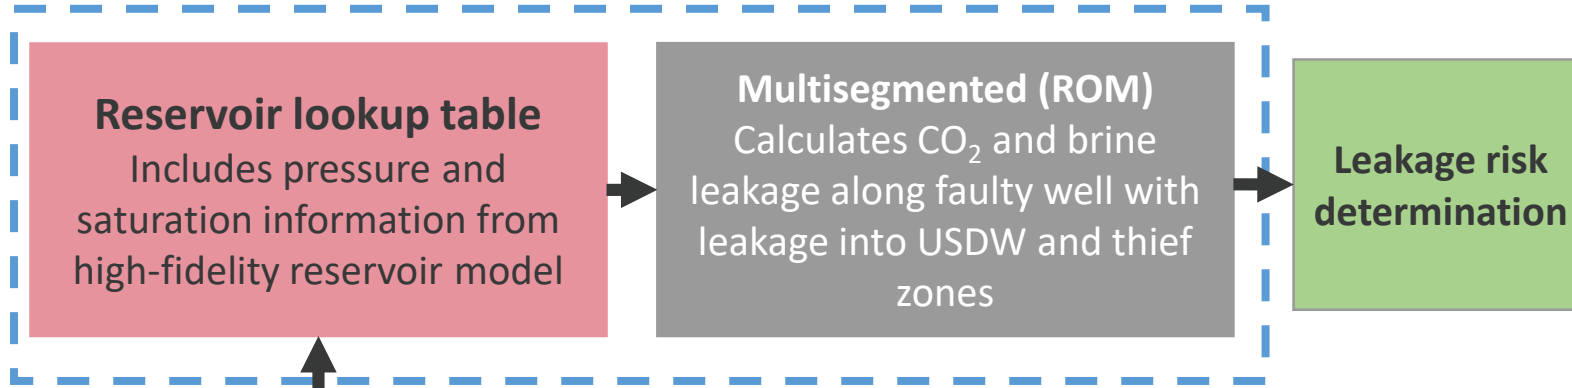 Reservoir lookup table
Includes pressure and
saturation information from
high-fidelity reservoir model
Multisegmented (ROM)
Calculates CO₂ and brine
leakage along faulty well with
leakage into USDW and thief
zones
Leakage risk
determination